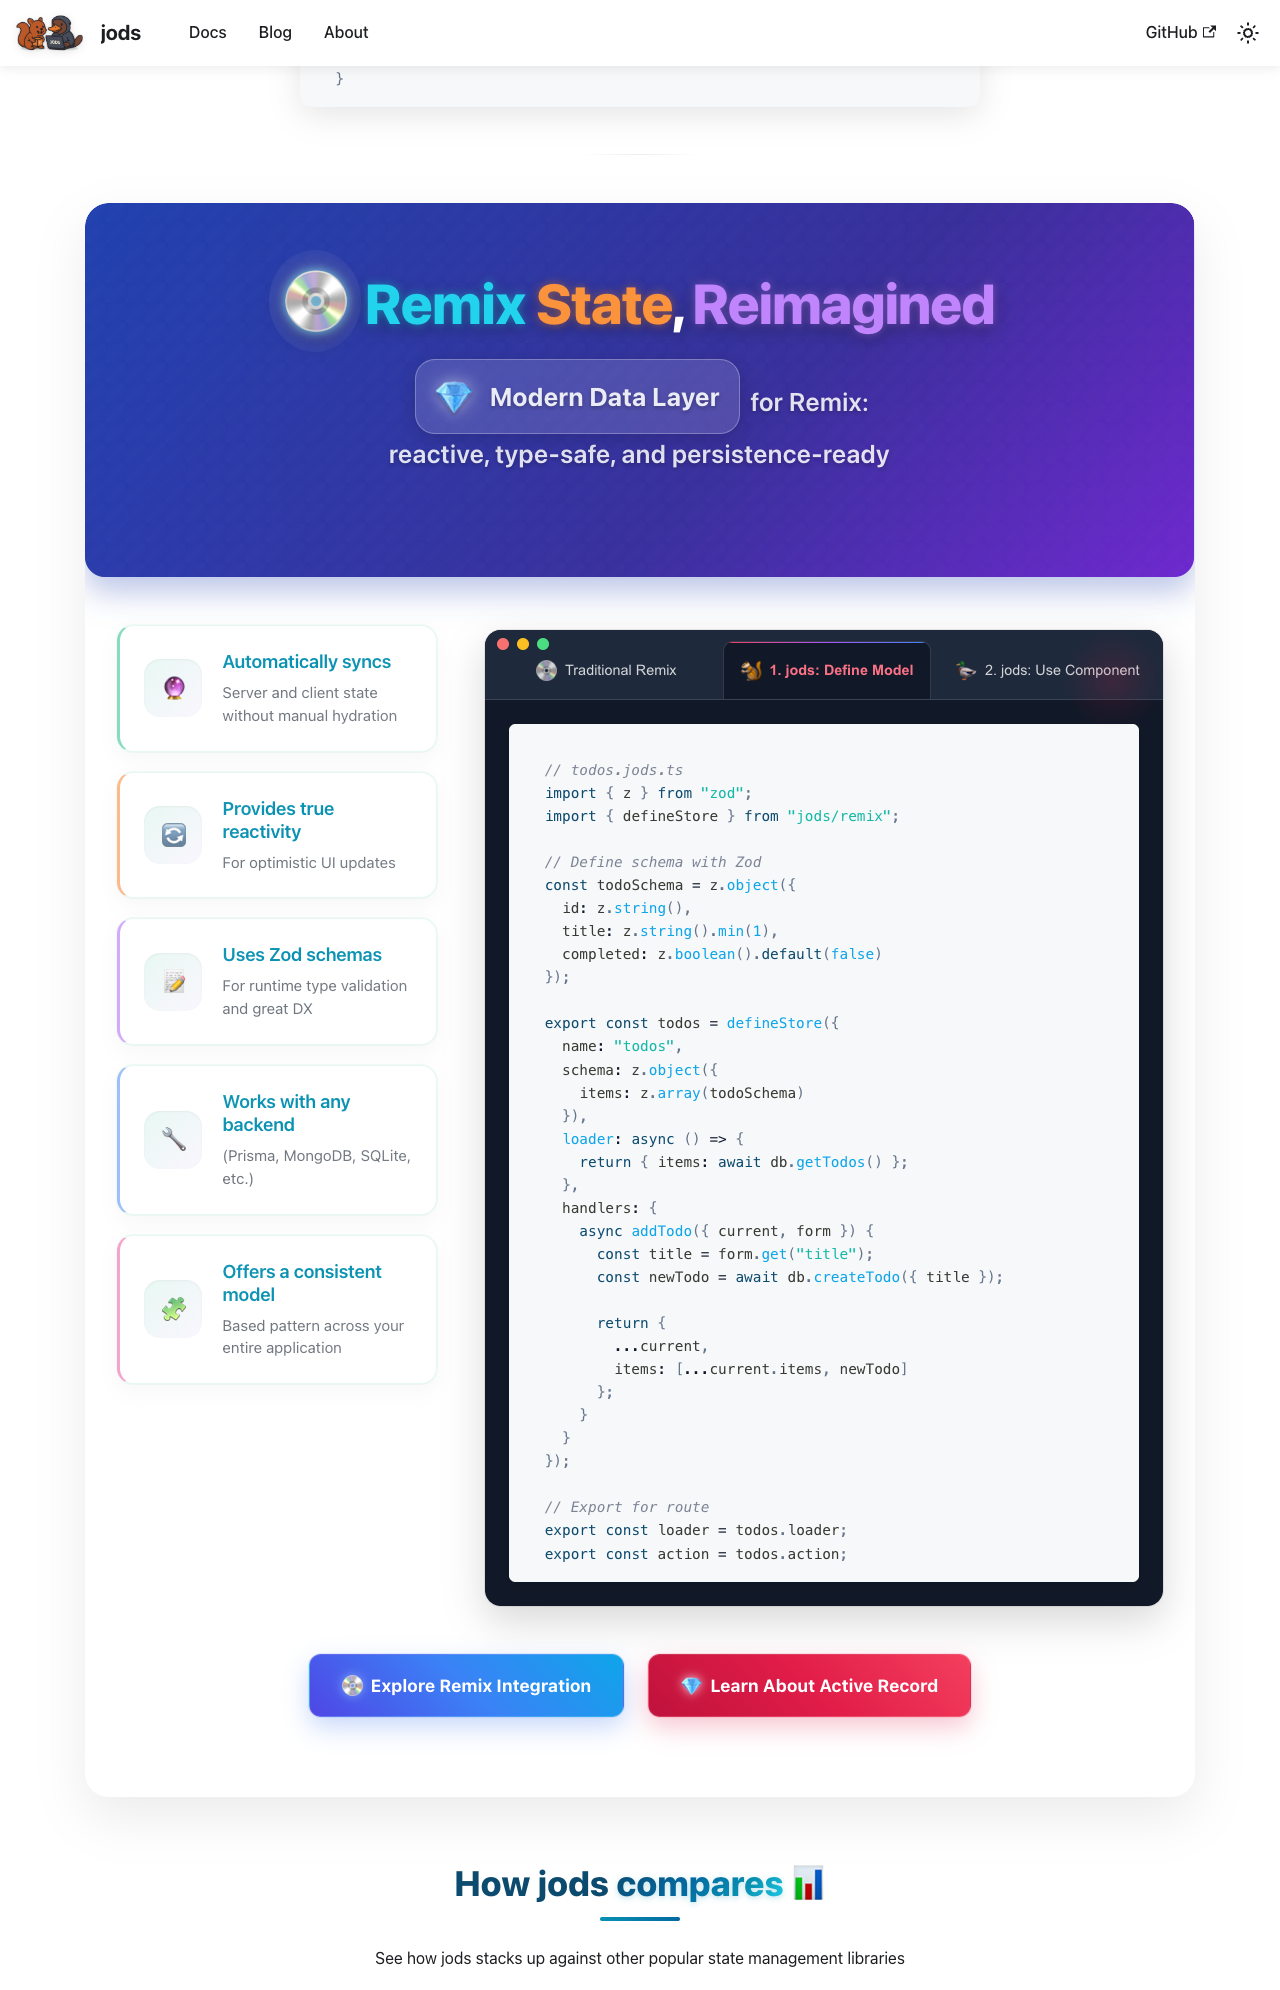 jods
Docs
Blog
About
GitHub
}
Remix State, Reimagined
Modern Data Layer for Remix:
reactive, type-safe, and persistence-ready
Automatically syncs
Server and client state
without manual hydration
Provides true
reactivity
For optimistic UI updates
Uses Zod schemas
For runtime type validation
and great DX
Works with any
backend
(Prisma, MongoDB, SQLite,
etc.)
Offers a consistent
model
Based pattern across your
entire application
Traditional Remix
1. jods: Define Model
2. jods: Use Component
// todos.jods.ts
import { z } from "zod";
import { defineStore } from "jods/remix";
// Define schema with Zod
const todoSchema = z.object({
  id: z.string(),
  title: z.string().min(1),
  completed: z.boolean().default(false)
});
export const todos = defineStore({
  name: "todos",
  schema: z.object({
    items: z.array(todoSchema)
  }),
  loader: async () => {
    return { items: await db.getTodos() };
  },
  handlers: {
    async addTodo({ current, form }) {
      const title = form.get("title");
      const newTodo = await db.createTodo({ title });
      return {
        ...current,
        items: [...current.items, newTodo]
      };
    }
  }
});
// Export for route
export const loader = todos.loader;
export const action = todos.action;
Explore Remix Integration
Learn About Active Record
How jods compares
See how jods stacks up against other popular state management libraries